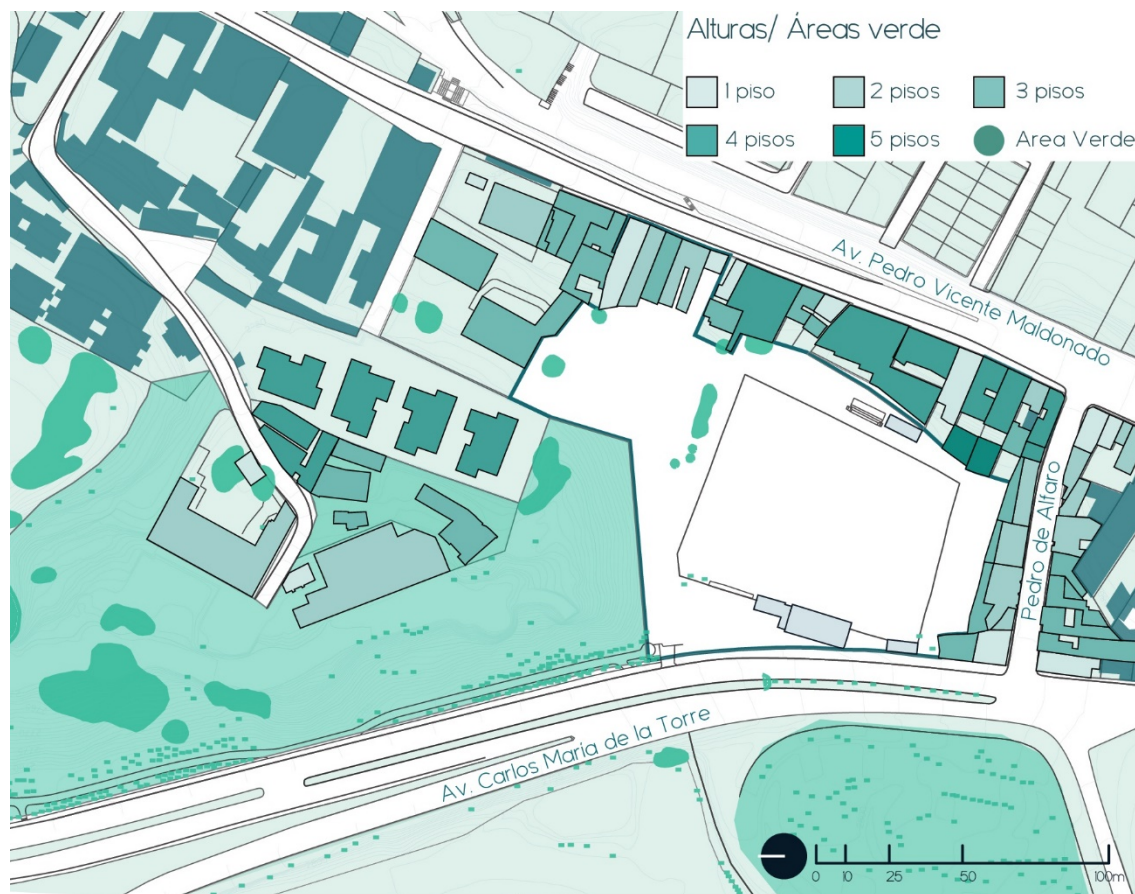 Alturas/ Áreas verde
1 piso
2 pisos
3 pisos
4 pisos
5 pisos
Area Verde
Av. Pedro Vicente Maldonado
Pedro de Alfaro
Av. Carlos María de la Torre
0 10 25 50 100m